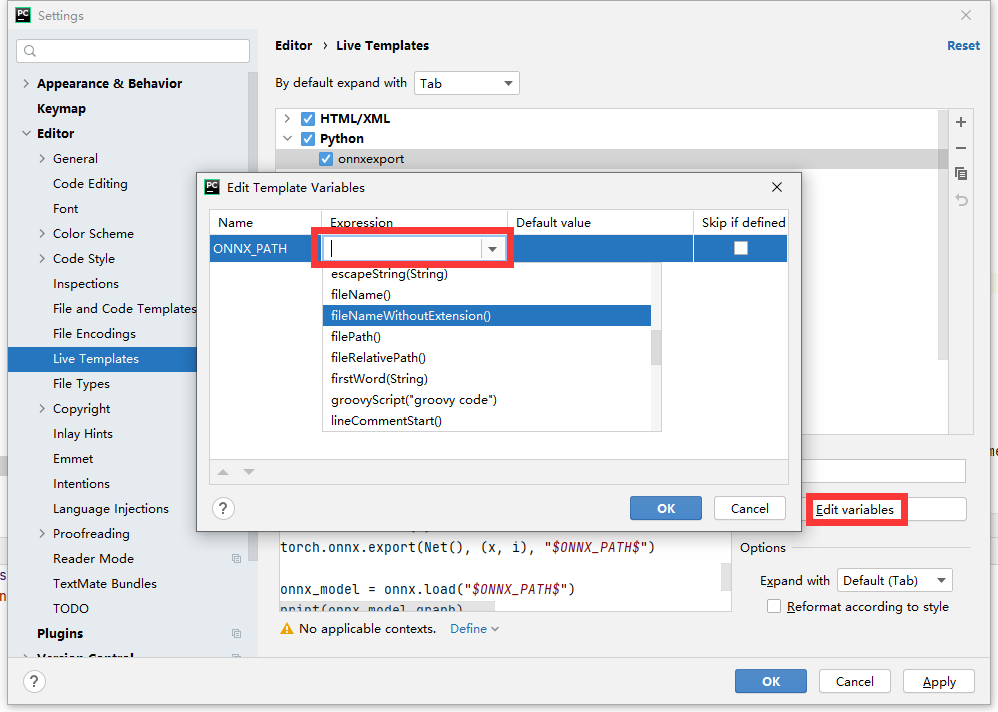 PC Settings
Editor › Live Templates
Reset
By default expand with Tab
Appearance & Behavior
Keymap
Editor
General
Code Editing
Font
Color Scheme
Code Style
Inspections
File and Code Templates
File Encodings
Live Templates
File Types
Copyright
Inlay Hints
Emmet
Intentions
Language Injections
Proofreading
Reader Mode
TextMate Bundles
TODO
Plugins
Version Control
HTML/XML
Python
onnxexport
PC Edit Template Variables
Name Expression Default value Skip if defined
ONNX_PATH
escapeString(String)
fileName()
fileNameWithoutExtension()
filePath()
fileRelativePath()
firstWord(String)
groovyScript("groovy code")
lineCommentStart()
? OK Cancel
Edit variables
torch.onnx.export(Net(), (x, i), "$ONNX_PATH$")
onnx_model = onnx.load("$ONNX_PATH$")
print(onnx_model.graph)
Options
Expand with Default (Tab)
Reformat according to style
No applicable contexts. Define
? OK Cancel Apply